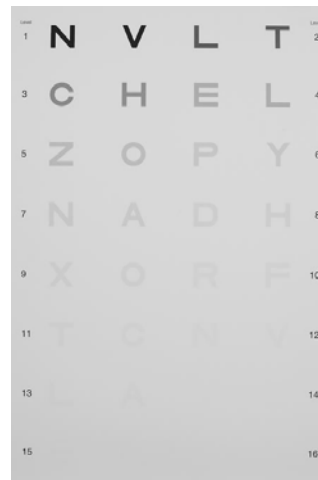 1 N V L T 2
3 C H E L 4
5 Z O P Y 6
7 N A D H 8
9 X O R F 10
11 T C N V 12
13 L A 14
15 16